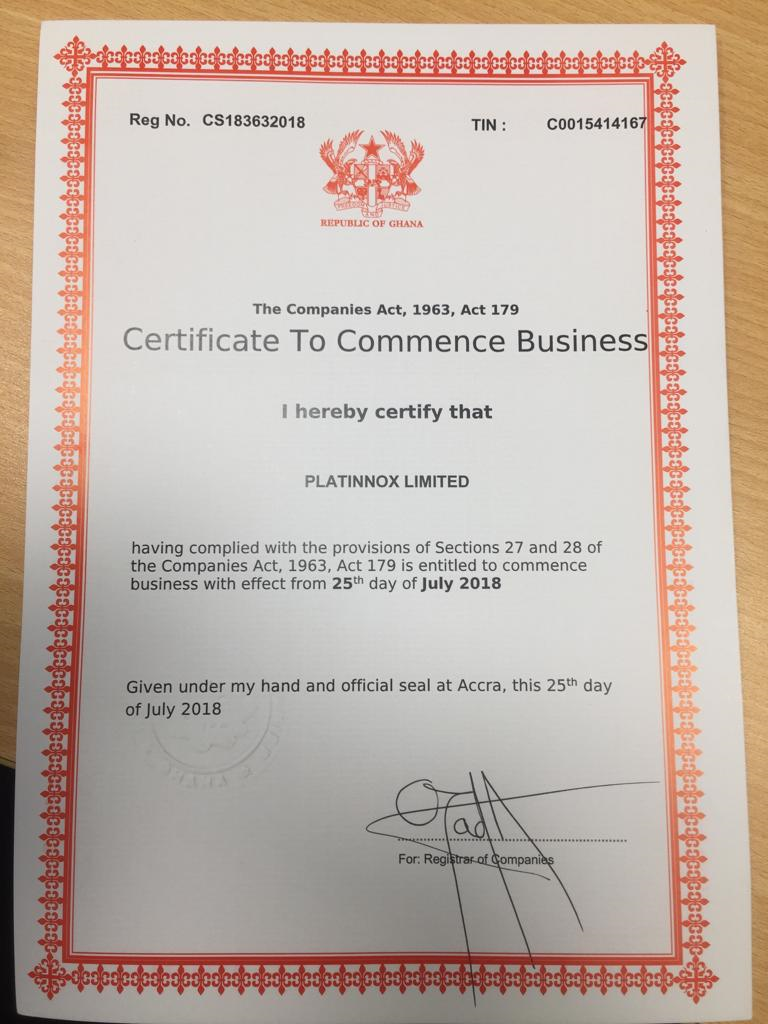 Reg No. CS183632018
TIN : C0015414167
FREEDOM AND JUSTICE
REPUBLIC OF GHANA
The Companies Act, 1963, Act 179
Certificate To Commence Business
I hereby certify that
PLATINNOX LIMITED
having complied with the provisions of Sections 27 and 28 of
the Companies Act, 1963, Act 179 is entitled to commence
business with effect from 25th day of July 2018
Given under my hand and official seal at Accra, this 25th day
of July 2018
For: Registrar of Companies